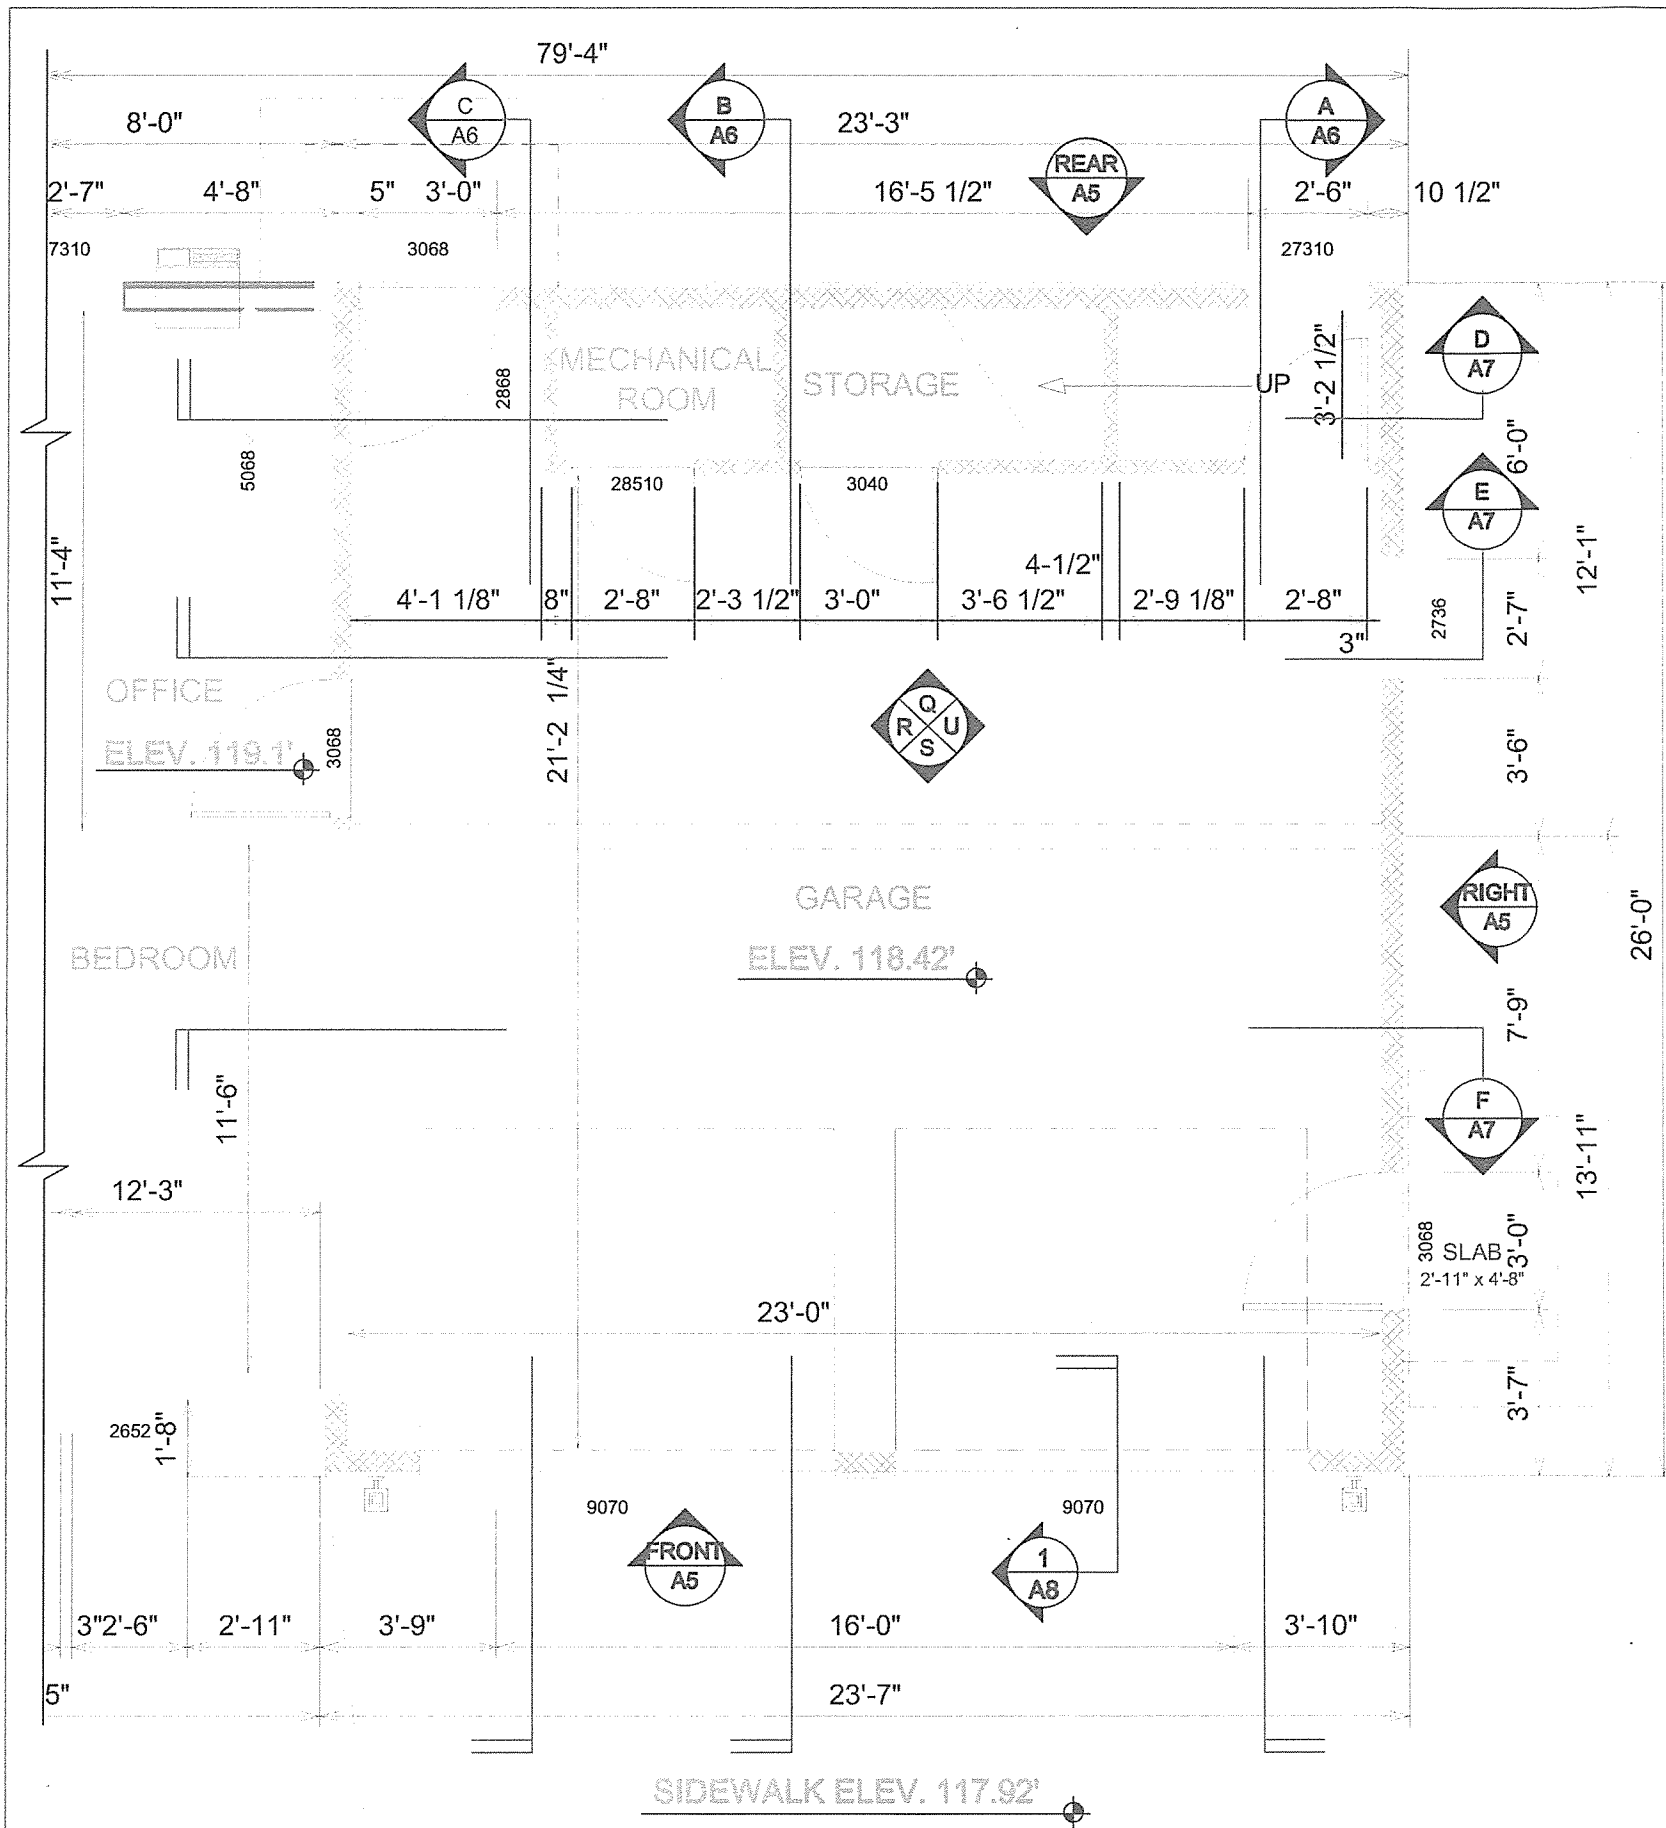 79'-4"
C
A6
B
A6
A
A6
8'-0"
23'-3"
REAR
A5
2'-7"
4'-8"
5"
3'-0"
16'-5 1/2"
2'-6"
10 1/2"
7310
3068
27310
MECHANICAL
ROOM
STORAGE
UP
2868
3'-2 1/2"
D
A7
6'-0"
5068
28510
3040
E
A7
11'-4"
12'-1"
4-1/2"
4'-1 1/8"
8"
2'-8"
2'-3 1/2"
3'-0"
3'-6 1/2"
2'-9 1/8"
2'-8"
3"
2736
2'-7"
OFFICE
ELEV. 119.1'
3068
21'-2 1/4"
Q
R
U
S
3'-6"
GARAGE
ELEV. 118.42'
BEDROOM
RIGHT
A5
26'-0"
7'-9"
11'-6"
F
A7
13'-11"
12'-3"
3068
SLAB
2'-11" x 4'-8"
3'-0"
23'-0"
3'-7"
2652
1'-8"
9070
FRONT
A5
9070
1
A8
3"
2'-6"
2'-11"
3'-9"
16'-0"
3'-10"
5"
23'-7"
SIDEWALK ELEV. 117.92'